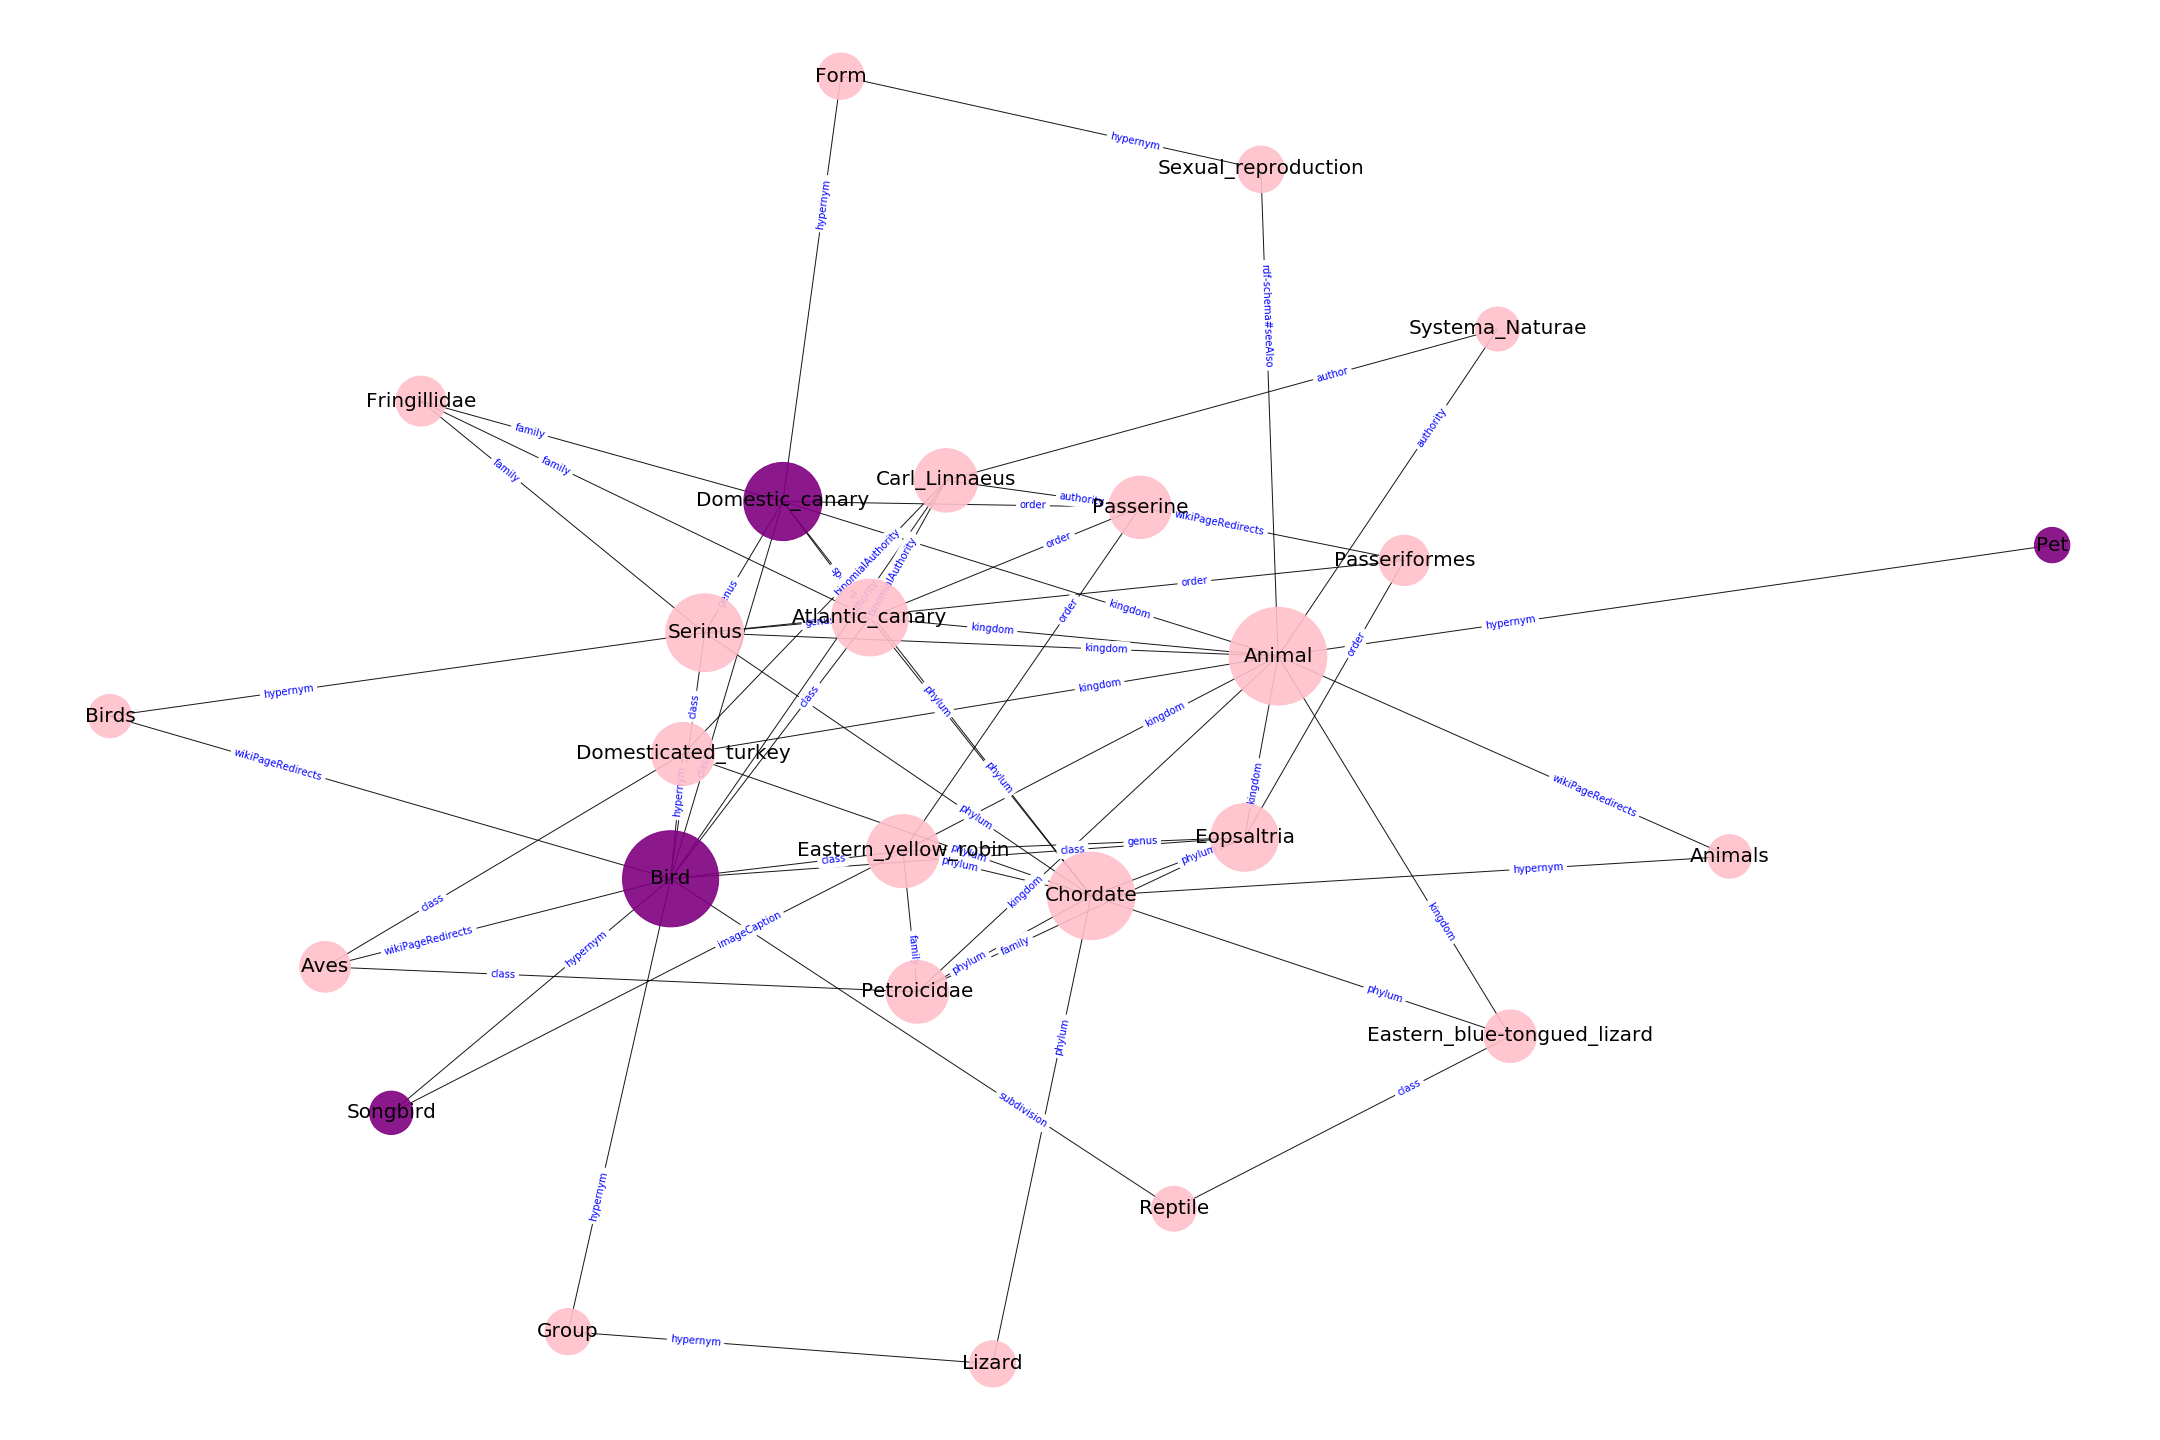 Form
hypernym
Sexual_reproduction
hypernym
rdf-schema#seeAlso
Systema_Naturae
author
Fringillidae
family
authority
family
family
Carl_Linnaeus
Domestic_canary
authority
order
Passerine
wikiPageRedirects
order
Pet
Passeriformes
order
genus
kingdom
order
Atlantic_canary
genus
kingdom
hypernym
Serinus
kingdom
order
Animal
kingdom
hypernym
class
class
phylum
kingdom
Birds
Domesticated_turkey
wikiPageRedirects
hypernym
phylum
kingdom
wikiPageRedirects
phylum
Eopsaltria
genus
Eastern_yellow_robin
class
phylum
class
phylum
phylum
Animals
hypernym
Bird
kingdom
Chordate
class
imageCaption
kingdom
wikiPageRedirects
hypernym
family
family
Aves
class
phylum
Petroicidae
phylum
phylum
Eastern_blue-tongued_lizard
class
Songbird
subdivision
hypernym
Reptile
Group
hypernym
Lizard